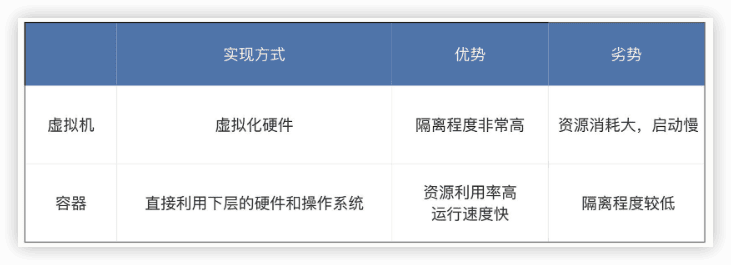 实现方式 优势 劣势
虚拟机 虚拟化硬件 隔离程度非常高 资源消耗大，启动慢
容器 直接利用下层的硬件和操作系统 资源利用率高
运行速度快 隔离程度较低